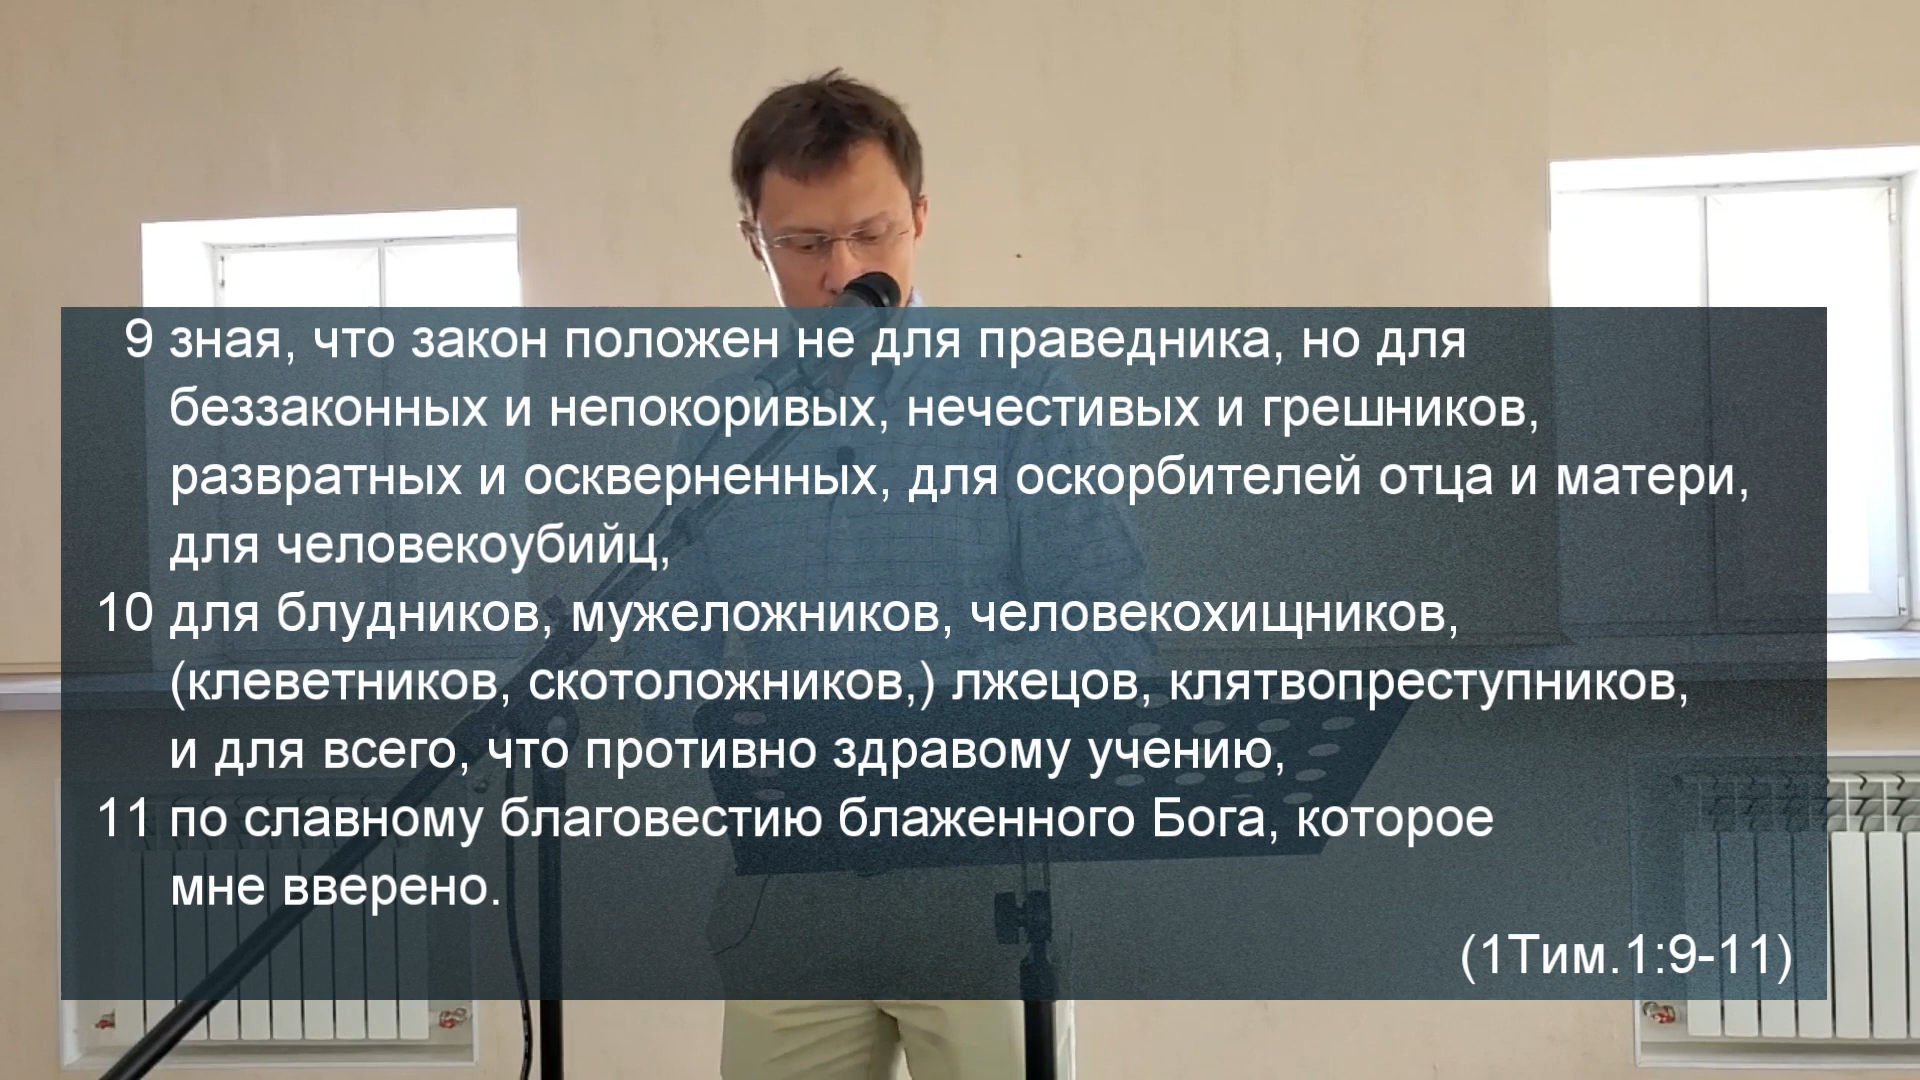 9 зная, что закон положен не для праведника, но для
беззаконных и непокоривых, нечестивых и грешников,
развратных и оскверненных, для оскорбителей отца и матери,
для человекоубийц,
10 для блудников, мужеложников, человекохищников,
(клеветников, скотоложников,) лжецов, клятвопреступников,
и для всего, что противно здравому учению,
11 по славному благовестию блаженного Бога, которое
мне вверено.
(1Тим.1:9-11)